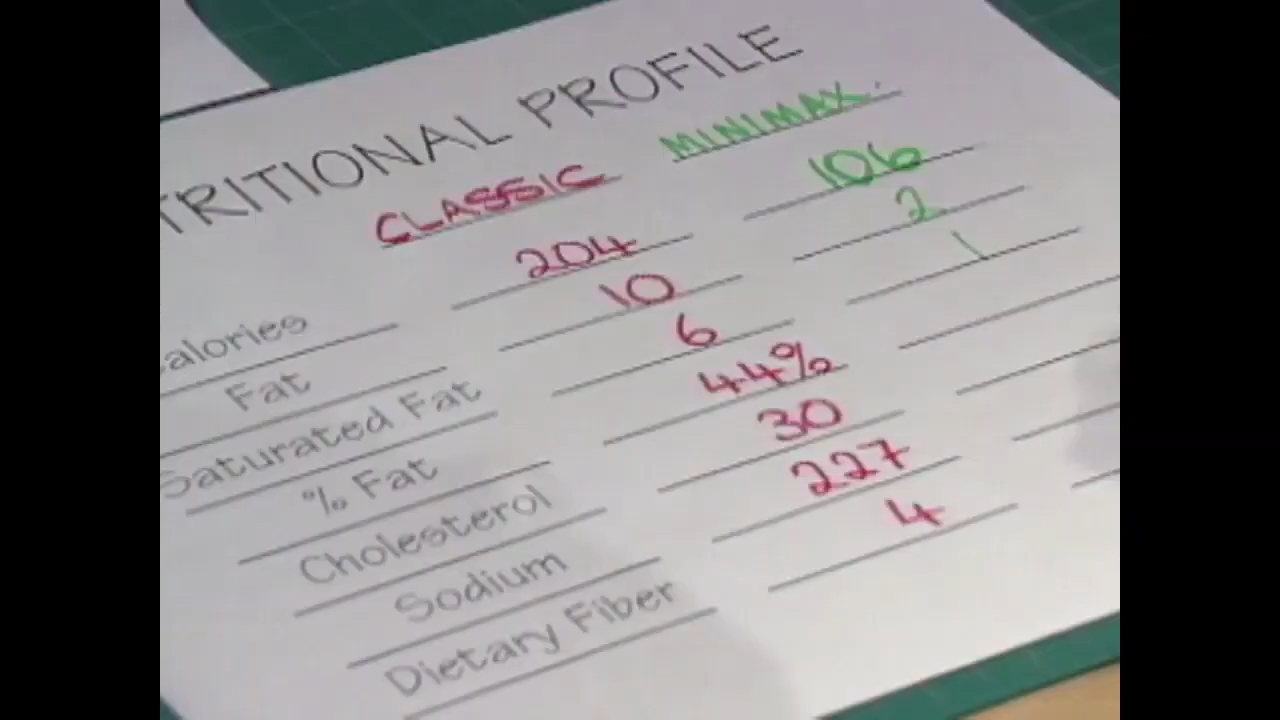 TRITIONAL PROFILE
CLASSIC MINIMAX
alories 204 106
Fat 10 2
Saturated Fat 6 1
% Fat 44%
Cholesterol 30
Sodium 227
Dietary Fiber 4